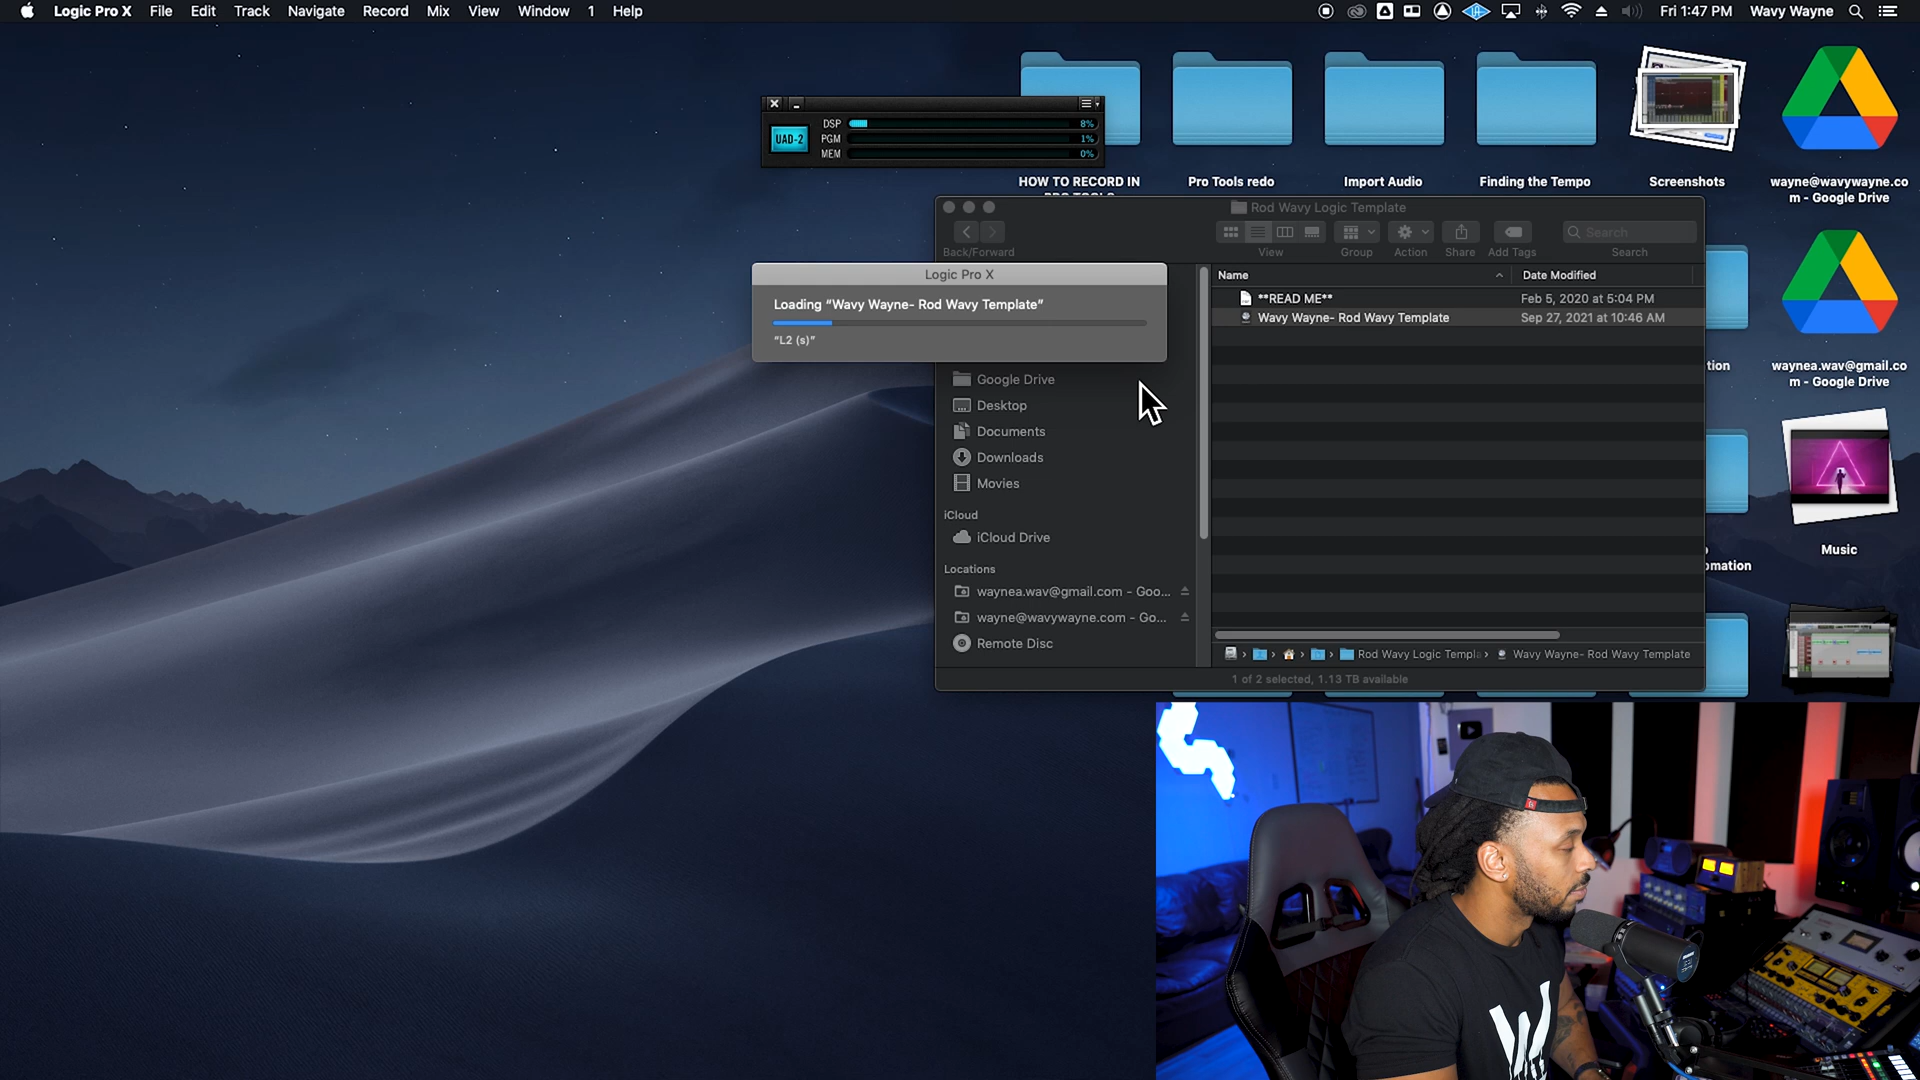 Logic Pro X File Edit Track Navigate Record Mix View Window 1 Help
Fri 1:47 PM Wavy Wayne
UAD-2
DSP 8%
PGM 1%
MEM 0%
HOW TO RECORD IN
Pro Tools redo
Import Audio
Finding the Tempo
Screenshots
wayne@wavywayne.co
m - Google Drive
Rod Wavy Logic Template
Search
Back/Forward View Group Action Share Add Tags Search
Logic Pro X
Loading “Wavy Wayne- Rod Wavy Template”
“L2 (s)”
Name Date Modified
**READ ME** Feb 5, 2020 at 5:04 PM
Wavy Wayne- Rod Wavy Template Sep 27, 2021 at 10:46 AM
Google Drive
Desktop
Documents
Downloads
Movies
iCloud
iCloud Drive
Locations
waynea.wav@gmail.com - Goo...
wayne@wavywayne.com - Go...
Remote Disc
Rod Wavy Logic Templ Wavy Wayne- Rod Wavy Template
1 of 2 selected, 1.13 TB available
tion
waynea.wav@gmail.co
m - Google Drive
Music
omation